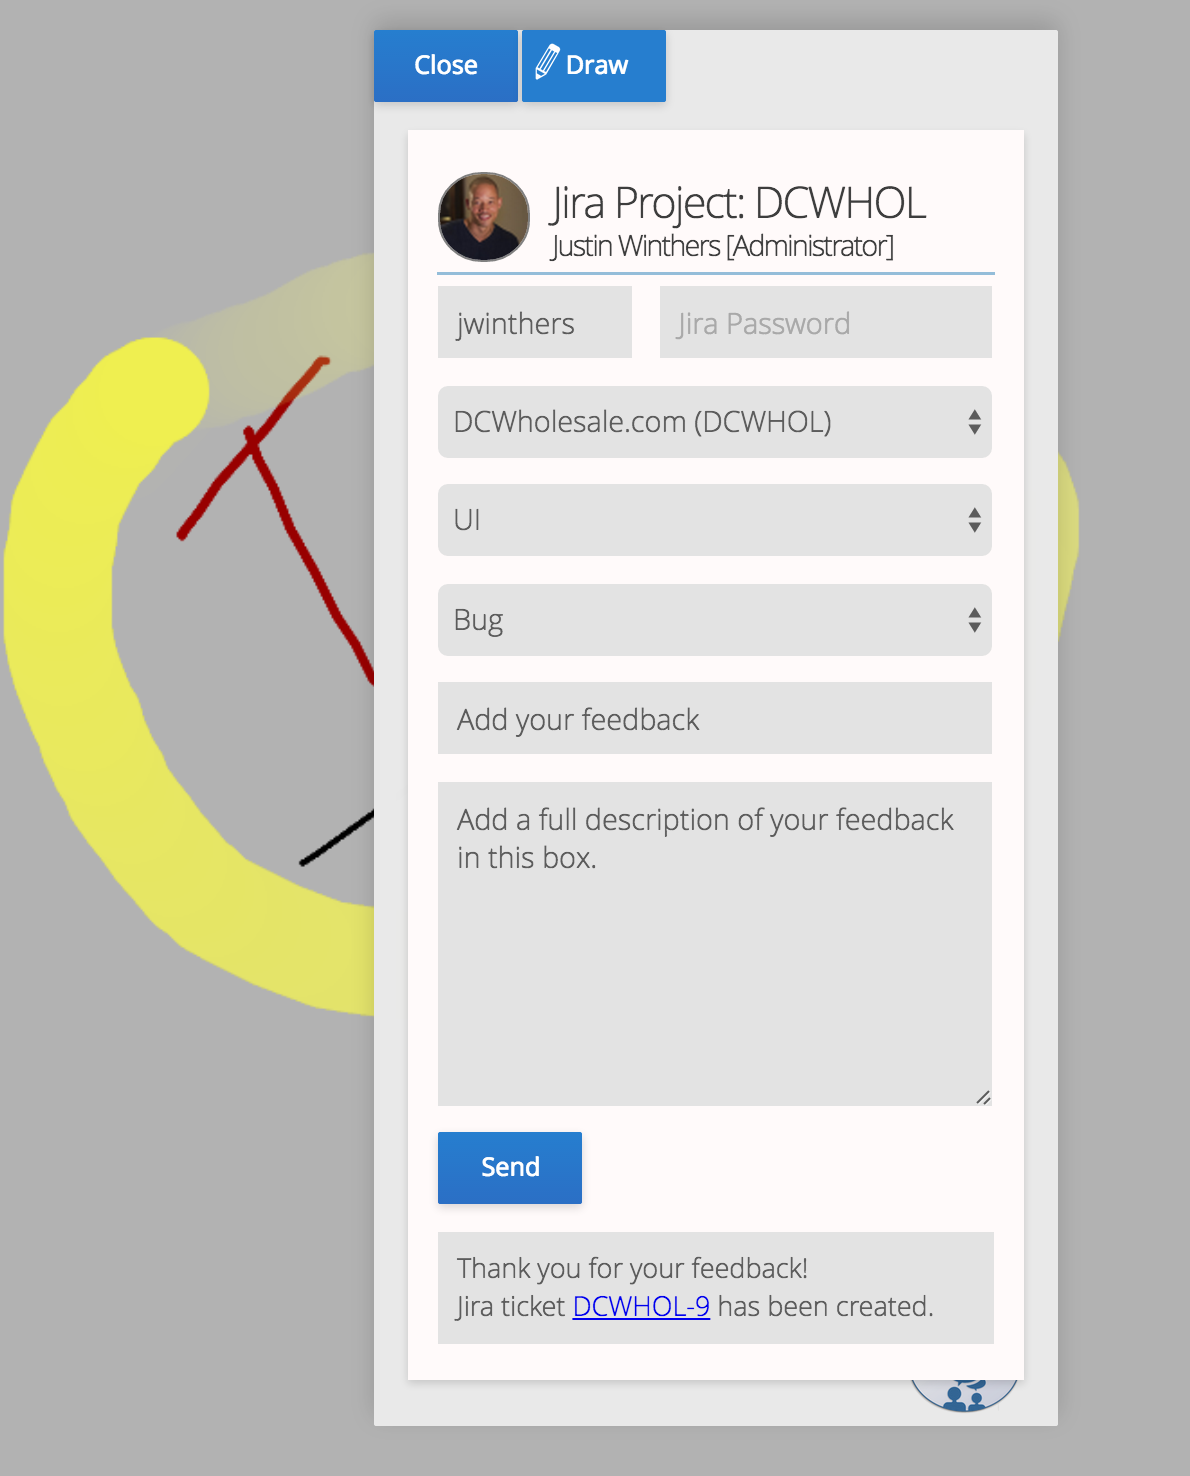 Close
Draw
Jira Project: DCWHOL
Justin Winthers [Administrator]
jwinthers
Jira Password
DCWholesale.com (DCWHOL)
UI
Bug
Add your feedback
Add a full description of your feedback
in this box.
Send
Thank you for your feedback!
Jira ticket DCWHOL-9 has been created.